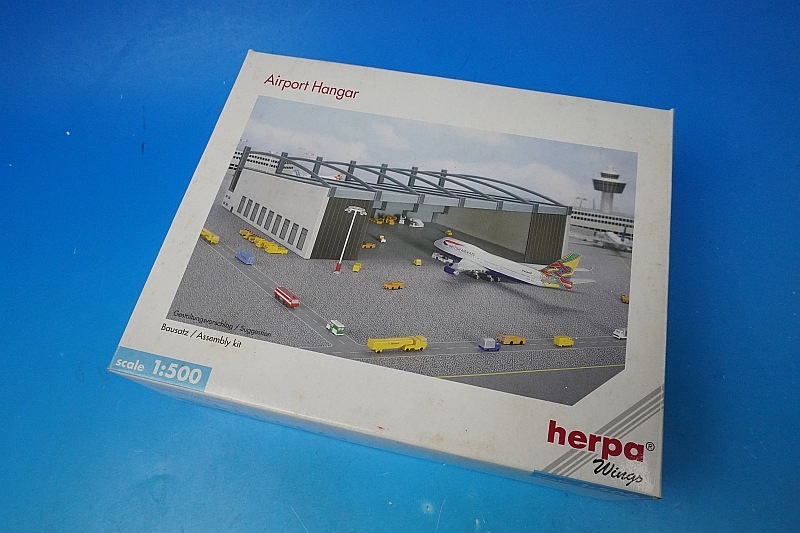 Airport Hangar
Gestaltungsvorschlag / Suggestion
Bausatz / Assembly kit
scale 1:500
herpa®
Wings